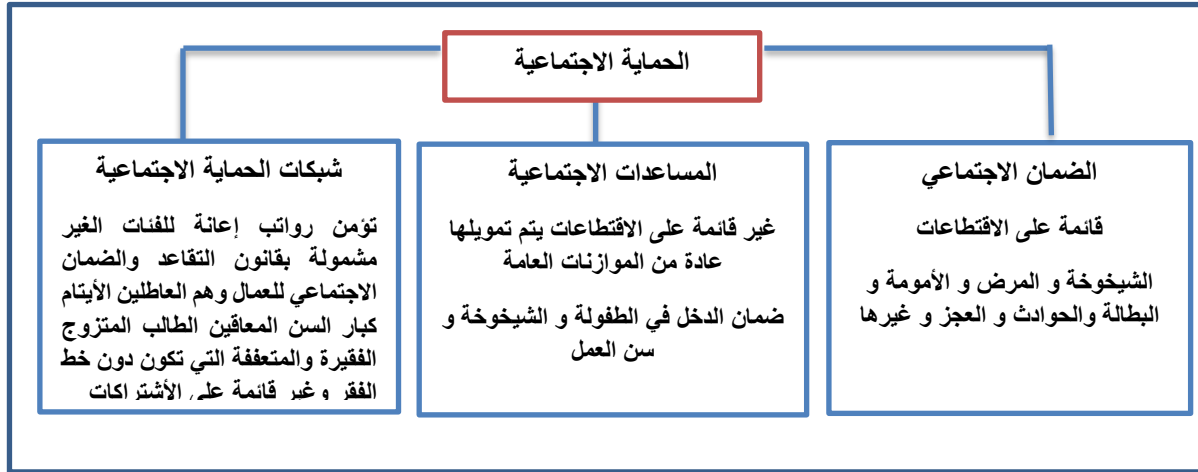 الحماية الاجتماعية
الضمان الاجتماعي
قائمة على الاقتطاعات
الشيخوخة و المرض و الأمومة و
البطالة والحوادث و العجز و غيرها
المساعدات الاجتماعية
غير قائمة على الاقتطاعات يتم تمويلها
عادة من الموازنات العامة
ضمان الدخل في الطفولة و الشيخوخة و
سن العمل
شبكات الحماية الاجتماعية
تؤمن رواتب إعانة للفئات الغير
مشمولة بقانون التقاعد والضمان
الاجتماعي للعمال وهم العاطلين الأيتام
كبار السن المعاقين الطالب المتزوج
الفقيرة والمتعففة التي تكون دون خط
الفقر وغير قائمة على الأشتراكات